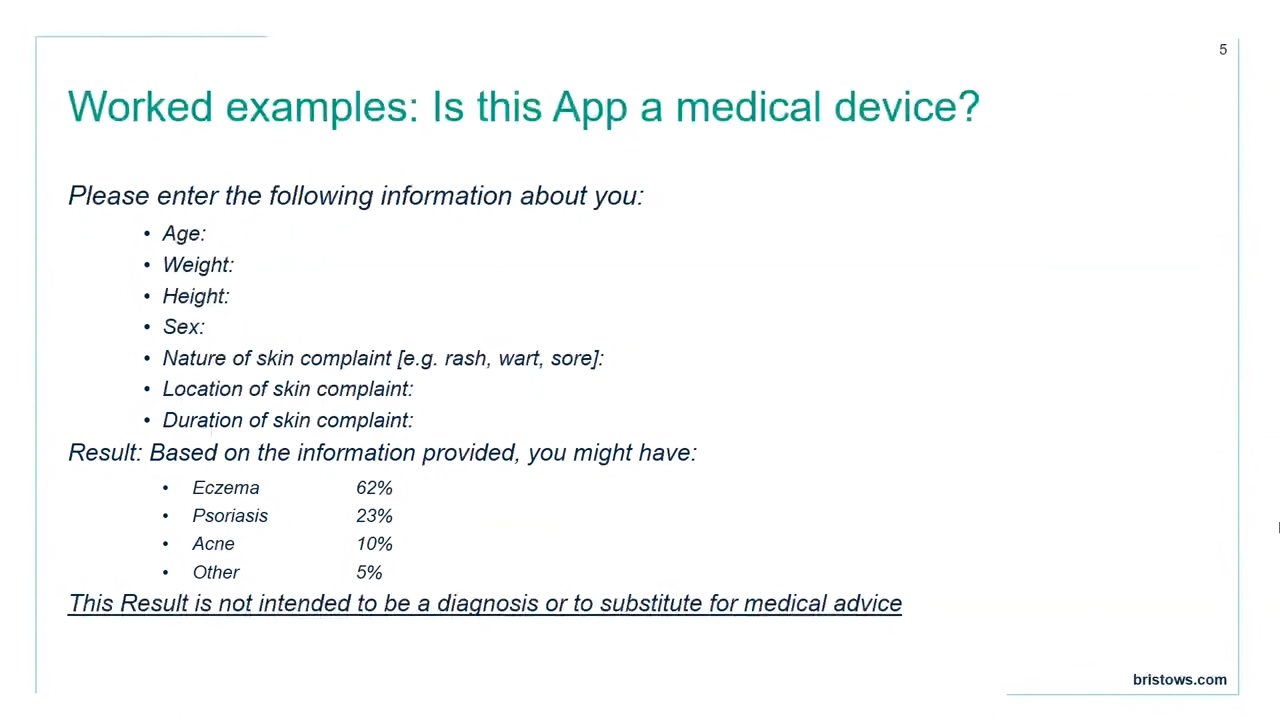 5
Worked examples: Is this App a medical device?
Please enter the following information about you:
• Age:
• Weight:
• Height:
• Sex:
• Nature of skin complaint [e.g. rash, wart, sore]:
• Location of skin complaint:
• Duration of skin complaint:
Result: Based on the information provided, you might have:
• Eczema 62%
• Psoriasis 23%
• Acne 10%
• Other 5%
This Result is not intended to be a diagnosis or to substitute for medical advice
bristows.com